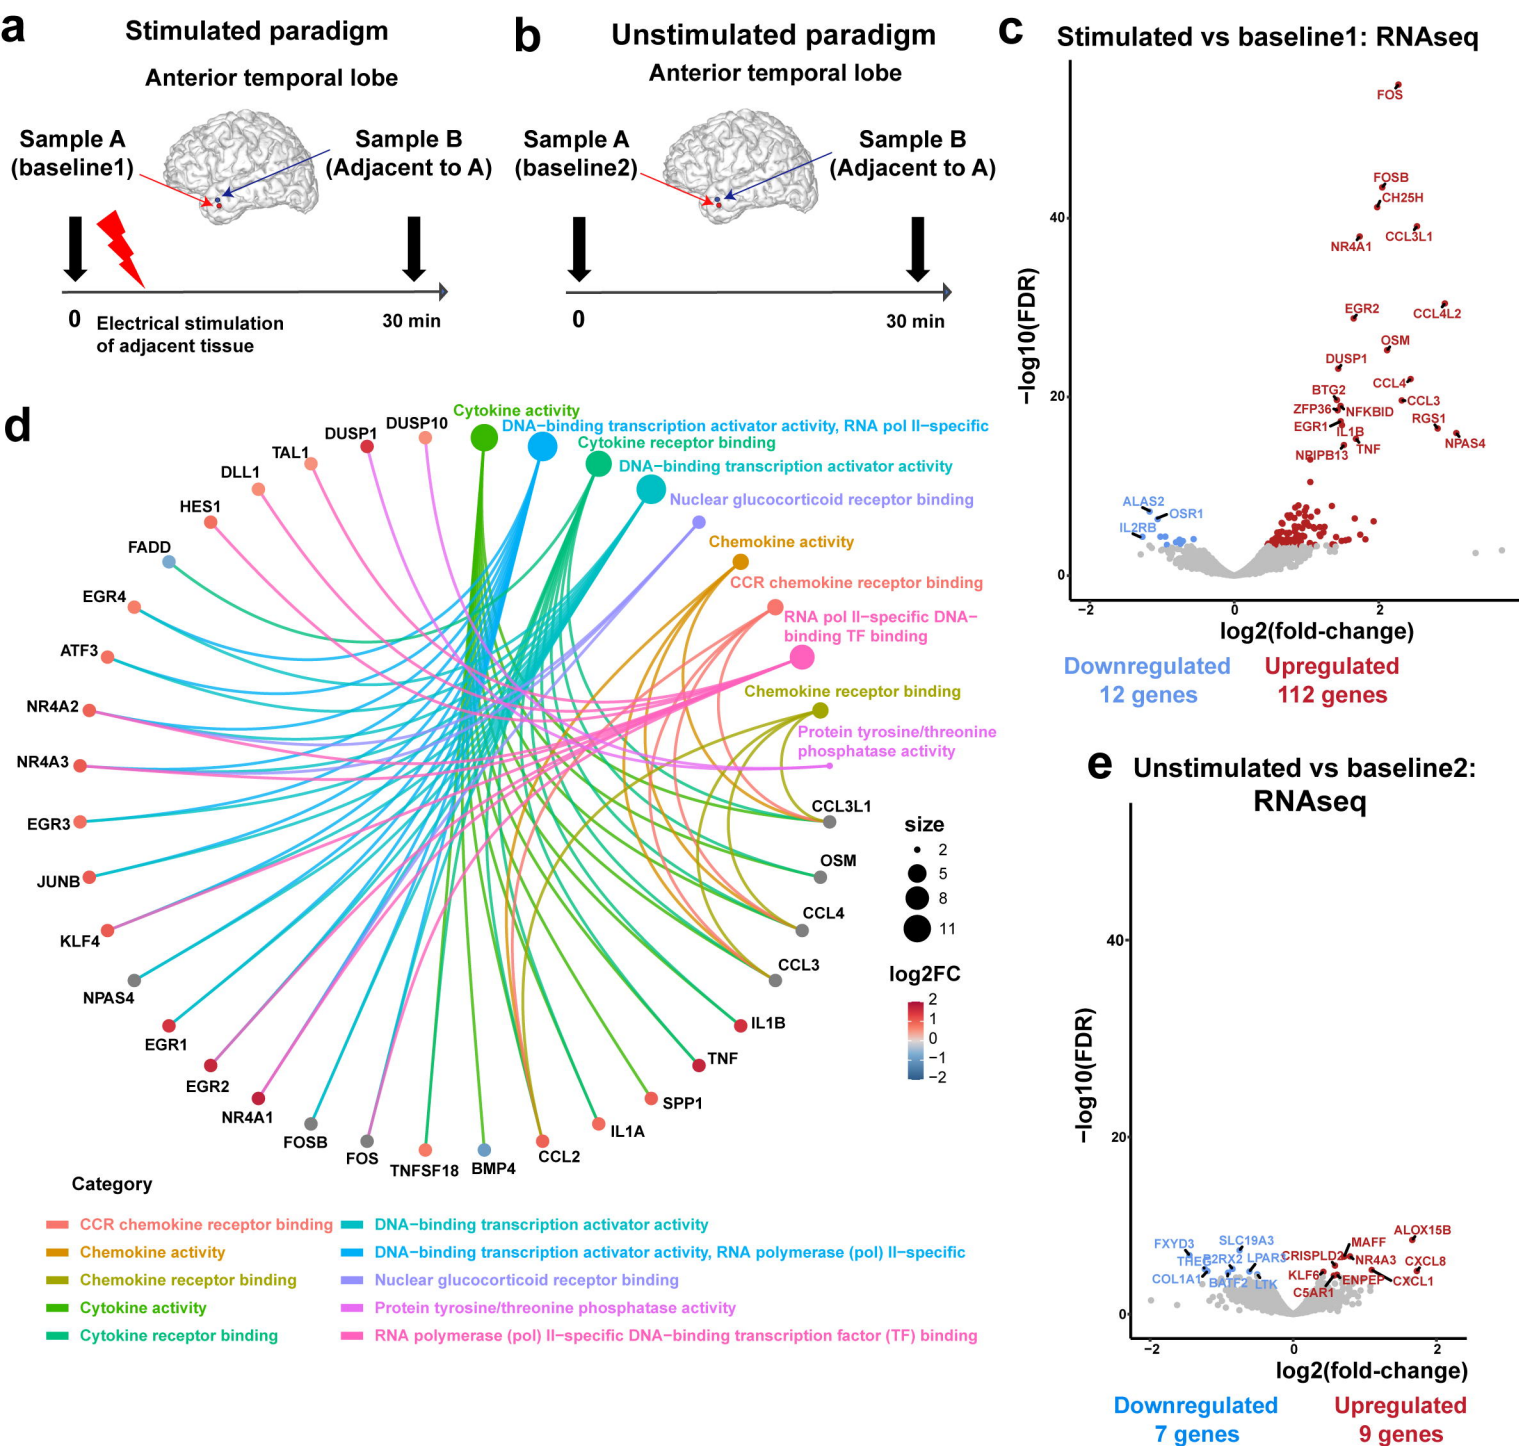 a
Stimulated paradigm
Anterior temporal lobe
Sample A
(baseline1)
Sample B
(Adjacent to A)
0
Electrical stimulation
of adjacent tissue
30 min
b
Unstimulated paradigm
Anterior temporal lobe
Sample A
(baseline2)
Sample B
(Adjacent to A)
0
30 min
c
Stimulated vs baseline1: RNAseq
−log10(FDR)
40
20
0
FOS
FOSB
CH25H
CCL3L1
NR4A1
EGR2
CCL4L2
OSM
DUSP1
CCL4
BTG2
CCL3
ZFP36
NFKBID
RGS1
EGR1
IL1B
NPAS4
TNF
NPIPB13
ALAS2
OSR1
IL2RB
−2
0
2
log2(fold-change)
Downregulated
12 genes
Upregulated
112 genes
d
Cytokine activity
DNA−binding transcription activator activity, RNA pol II−specific
Cytokine receptor binding
DNA−binding transcription activator activity
Nuclear glucocorticoid receptor binding
Chemokine activity
CCR chemokine receptor binding
RNA pol II−specific DNA−
binding TF binding
Chemokine receptor binding
Protein tyrosine/threonine
phosphatase activity
CCL3L1
OSM
CCL4
CCL3
IL1B
TNF
SPP1
IL1A
CCL2
BMP4
TNFSF18
FOS
FOSB
NR4A1
EGR2
EGR1
NPAS4
KLF4
JUNB
EGR3
NR4A3
NR4A2
ATF3
EGR4
FADD
HES1
DLL1
TAL1
DUSP1
DUSP10
size
2
5
8
11
log2FC
2
1
0
−1
−2
Category
CCR chemokine receptor binding
Chemokine activity
Chemokine receptor binding
Cytokine activity
Cytokine receptor binding
DNA−binding transcription activator activity
DNA−binding transcription activator activity, RNA polymerase (pol) II−specific
Nuclear glucocorticoid receptor binding
Protein tyrosine/threonine phosphatase activity
RNA polymerase (pol) II−specific DNA−binding transcription factor (TF) binding
e
Unstimulated vs baseline2:
RNAseq
−log10(FDR)
40
20
0
ALOX15B
FXYD3
SLC19A3
MAFF
P2RX2
LPAR3
CRISPLD2
NR4A3
CXCL8
COL1A1
BATF2
LTK
KLF6
ENPEP
CXCL1
C5AR1
−2
0
2
log2(fold-change)
Downregulated
7 genes
Upregulated
9 genes